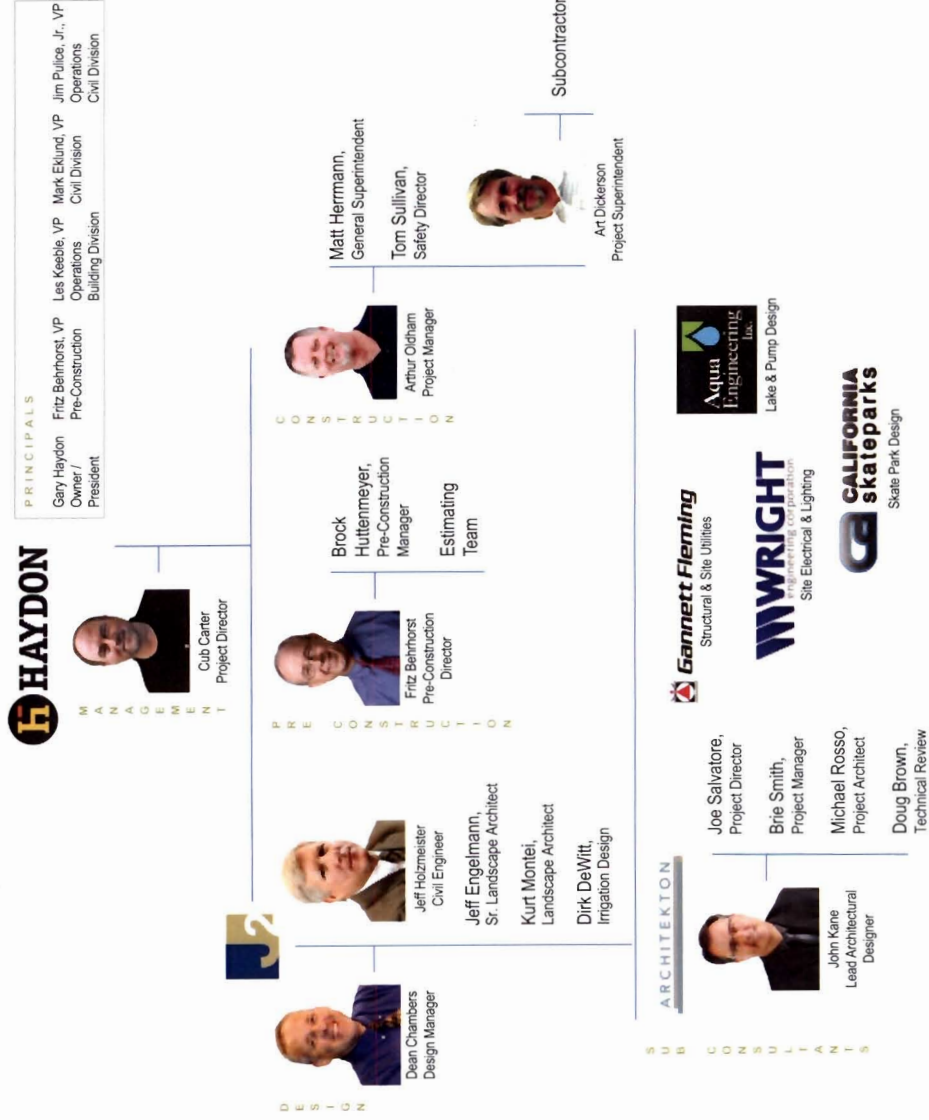 HAYDON
PRINCIPALS
Gary Haydon
Owner /
President
Fritz Behrhorst, VP
Pre-Construction
Les Keeble, VP
Operations
Building Division
Mark Eklund, VP
Civil Division
Jim Pulice, Jr., VP
Operations
Civil Division
MANAGEMENT
Cub Carter
Project Director
DESIGN
J2
Dean Chambers
Design Manager
Jeff Holzmeister
Civil Engineer
Jeff Engelmann,
Sr. Landscape Architect
Kurt Montei,
Landscape Architect
Dirk DeWitt,
Irrigation Design
PRE CONSTRUCTION
Fritz Behrhorst
Pre-Construction
Director
Brock
Huttenmeyer,
Pre-Construction
Manager
Estimating
Team
CONSTRUCTION
Arthur Oldham
Project Manager
Matt Herrmann,
General Superintendent
Tom Sullivan,
Safety Director
Art Dickerson
Project Superintendent
Subcontractor
SUB CONSULTANTS
ARCHITEKTON
John Kane
Lead Architectural
Designer
Joe Salvatore,
Project Director
Brie Smith,
Project Manager
Michael Rosso,
Project Architect
Doug Brown,
Technical Review
Gannett Fleming
Structural & Site Utilities
WRIGHT
engineering corporation
Site Electrical & Lighting
Aqua
Engineering
Inc.
Lake & Pump Design
CALIFORNIA
skateparks
Skate Park Design